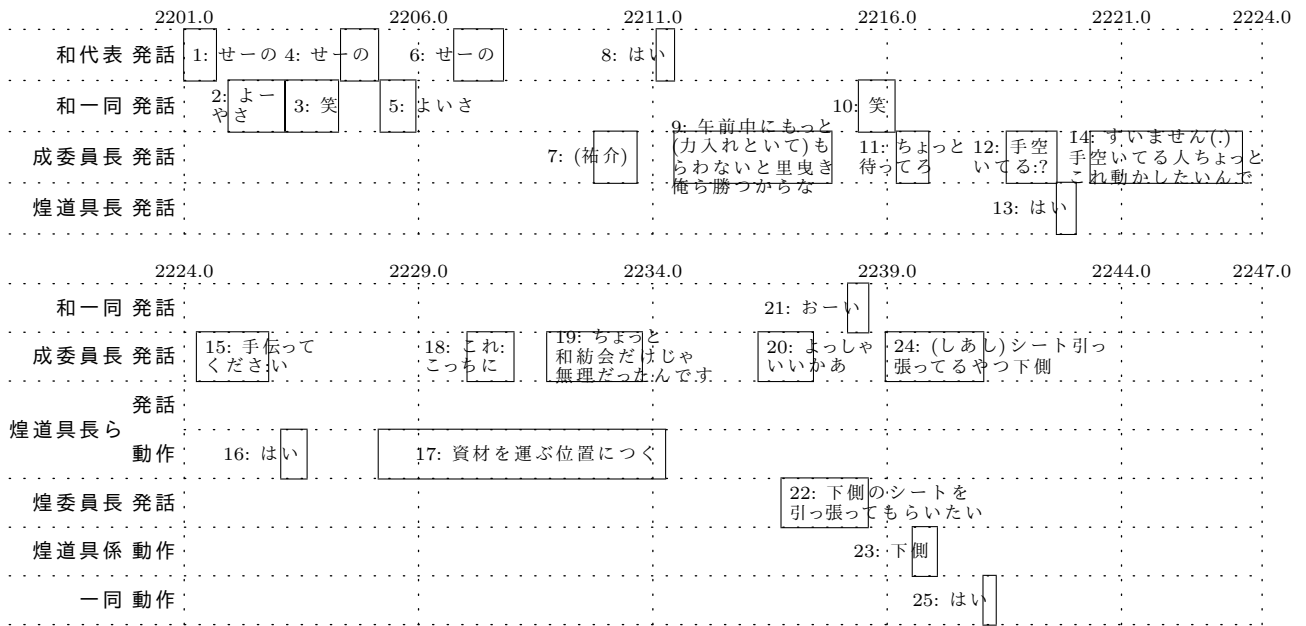 2201.0 2206.0 2211.0 2216.0 2221.0 2224.0
和代表 発話 1: せーの 4: せーの 6: せーの 8: はい
和一同 発話 2: よー
やさ 3: 笑 5: よいさ 10: 笑
成委員長 発話 7: (祐介) 9: 午前中にもっと
(力入れといて)も
らわないと里曳き
俺ら勝つからな
11: ちょっと
待ってろ
12: 手空
いてる:?
14: すいません(.)
手空いてる人ちょっと
これ動かしたいんで
煌道具長 発話 13: はい
2224.0 2229.0 2234.0 2239.0 2244.0 2247.0
和一同 発話 21: おーい
成委員長 発話 15: 手伝って
くださ:い
18: これ:
こっちに
19: ちょっと
和紡会だけじゃ
無理だったんです
20: よっしゃ
いいかあ
24: (しあし)シート引っ
張ってるやつ下側
煌道具長ら 発話
動作 16: はい 17: 資材を運ぶ位置につく
煌委員長 発話 22: 下側のシートを
引っ張ってもらいたい
煌道具係 動作 23: 下側
一同 動作 25: はい